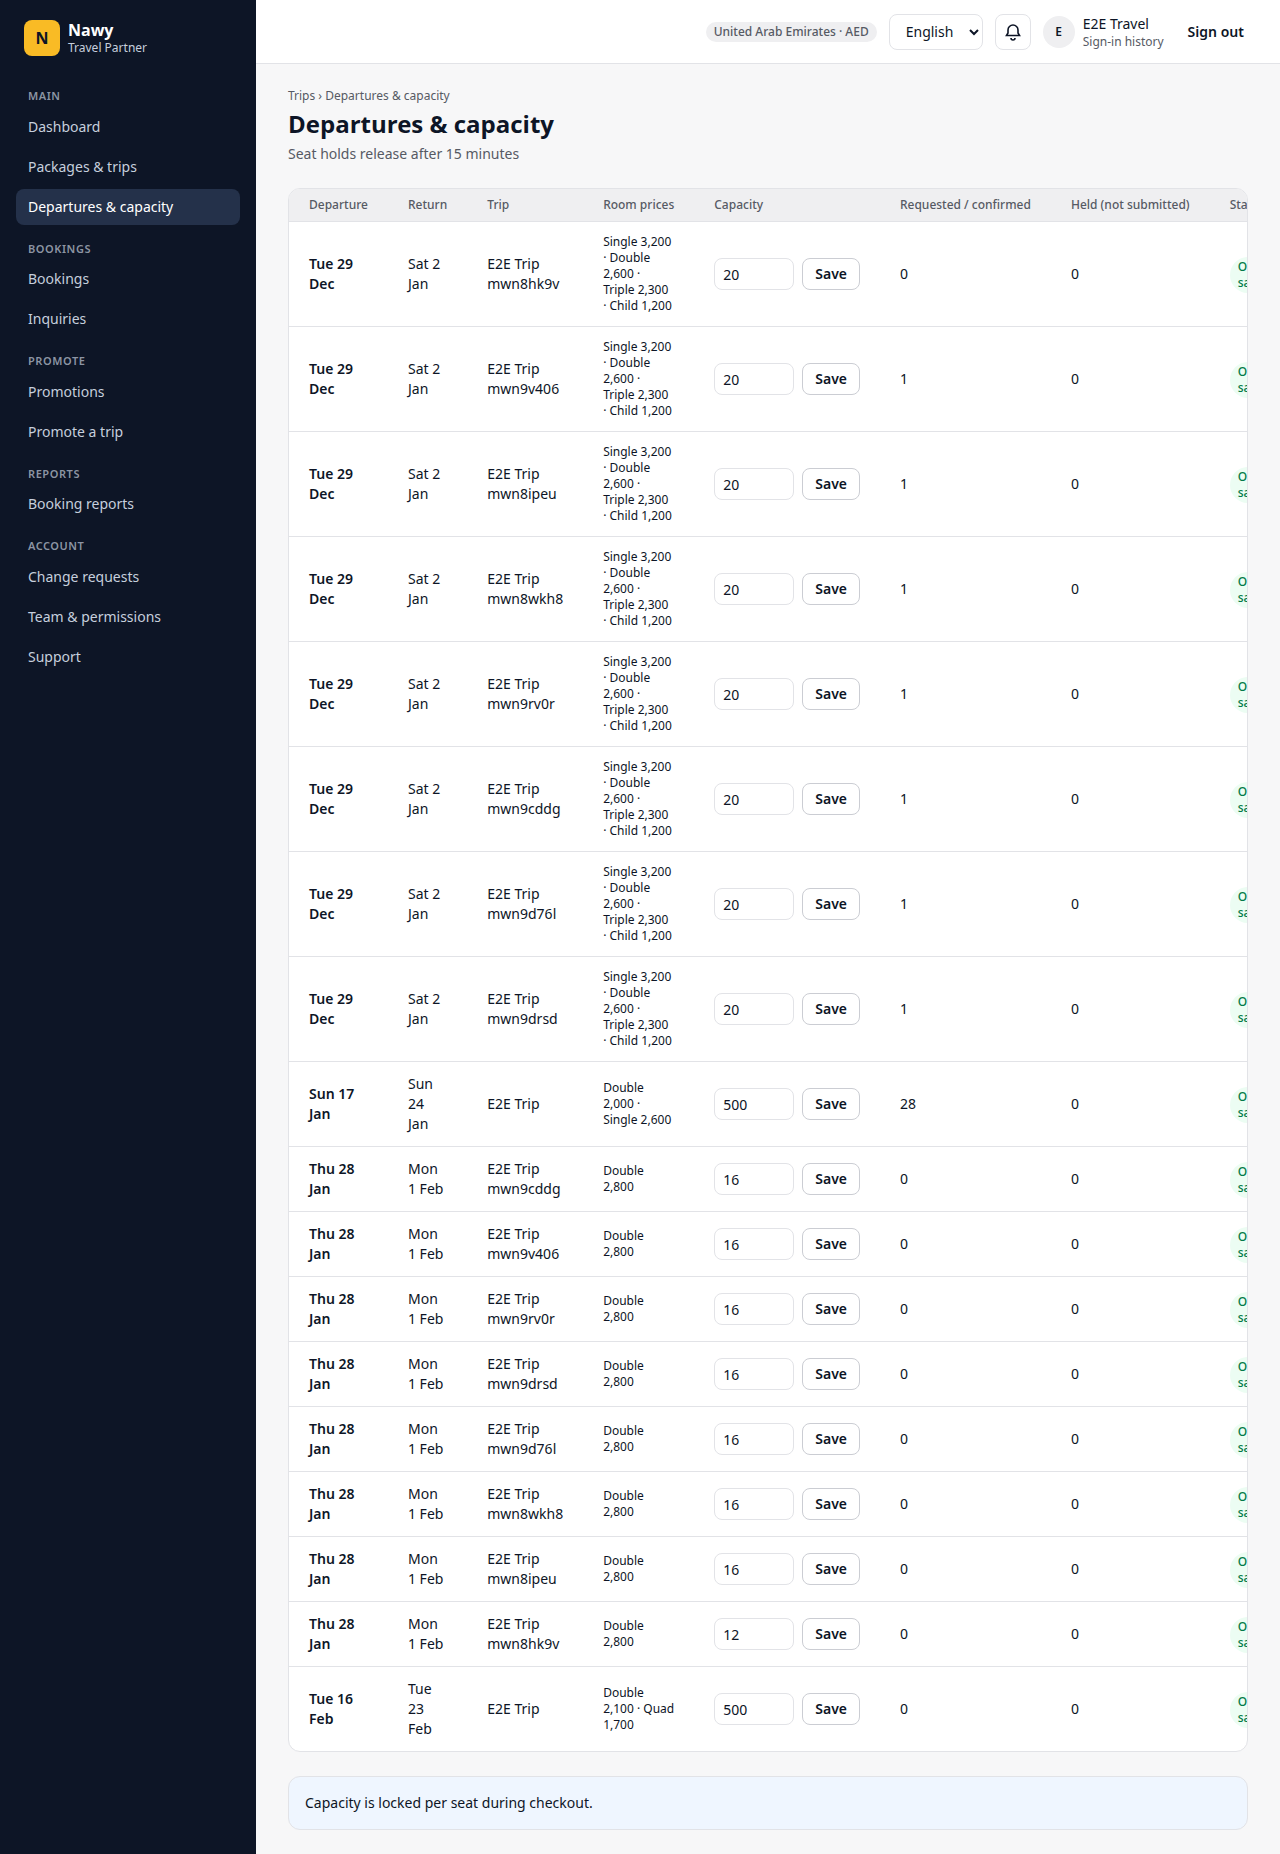 N
Nawy
Travel Partner
MAIN
Dashboard
Packages & trips
Departures & capacity
BOOKINGS
Bookings
Inquiries
PROMOTE
Promotions
Promote a trip
REPORTS
Booking reports
ACCOUNT
Change requests
Team & permissions
Support
United Arab Emirates · AED
English
E
E2E Travel
Sign-in history
Sign out
Trips › Departures & capacity
Departures & capacity
Seat holds release after 15 minutes
Departure Return Trip Room prices Capacity Requested / confirmed Held (not submitted)
Tue 29 Dec Sat 2 Jan E2E Trip mwn8hk9v Single 3,200 · Double 2,600 · Triple 2,300 · Child 1,200 20 Save 0 0
Tue 29 Dec Sat 2 Jan E2E Trip mwn9v406 Single 3,200 · Double 2,600 · Triple 2,300 · Child 1,200 20 Save 1 0
Tue 29 Dec Sat 2 Jan E2E Trip mwn8ipeu Single 3,200 · Double 2,600 · Triple 2,300 · Child 1,200 20 Save 1 0
Tue 29 Dec Sat 2 Jan E2E Trip mwn8wkh8 Single 3,200 · Double 2,600 · Triple 2,300 · Child 1,200 20 Save 1 0
Tue 29 Dec Sat 2 Jan E2E Trip mwn9rv0r Single 3,200 · Double 2,600 · Triple 2,300 · Child 1,200 20 Save 1 0
Tue 29 Dec Sat 2 Jan E2E Trip mwn9cddg Single 3,200 · Double 2,600 · Triple 2,300 · Child 1,200 20 Save 1 0
Tue 29 Dec Sat 2 Jan E2E Trip mwn9d76l Single 3,200 · Double 2,600 · Triple 2,300 · Child 1,200 20 Save 1 0
Tue 29 Dec Sat 2 Jan E2E Trip mwn9drsd Single 3,200 · Double 2,600 · Triple 2,300 · Child 1,200 20 Save 1 0
Sun 17 Jan Sun 24 Jan E2E Trip Double 2,000 · Single 2,600 500 Save 28 0
Thu 28 Jan Mon 1 Feb E2E Trip mwn9cddg Double 2,800 16 Save 0 0
Thu 28 Jan Mon 1 Feb E2E Trip mwn9v406 Double 2,800 16 Save 0 0
Thu 28 Jan Mon 1 Feb E2E Trip mwn9rv0r Double 2,800 16 Save 0 0
Thu 28 Jan Mon 1 Feb E2E Trip mwn9drsd Double 2,800 16 Save 0 0
Thu 28 Jan Mon 1 Feb E2E Trip mwn9d76l Double 2,800 16 Save 0 0
Thu 28 Jan Mon 1 Feb E2E Trip mwn8wkh8 Double 2,800 16 Save 0 0
Thu 28 Jan Mon 1 Feb E2E Trip mwn8ipeu Double 2,800 16 Save 0 0
Thu 28 Jan Mon 1 Feb E2E Trip mwn8hk9v Double 2,800 12 Save 0 0
Tue 16 Feb Tue 23 Feb E2E Trip Double 2,100 · Quad 1,700 500 Save 0 0
Capacity is locked per seat during checkout.